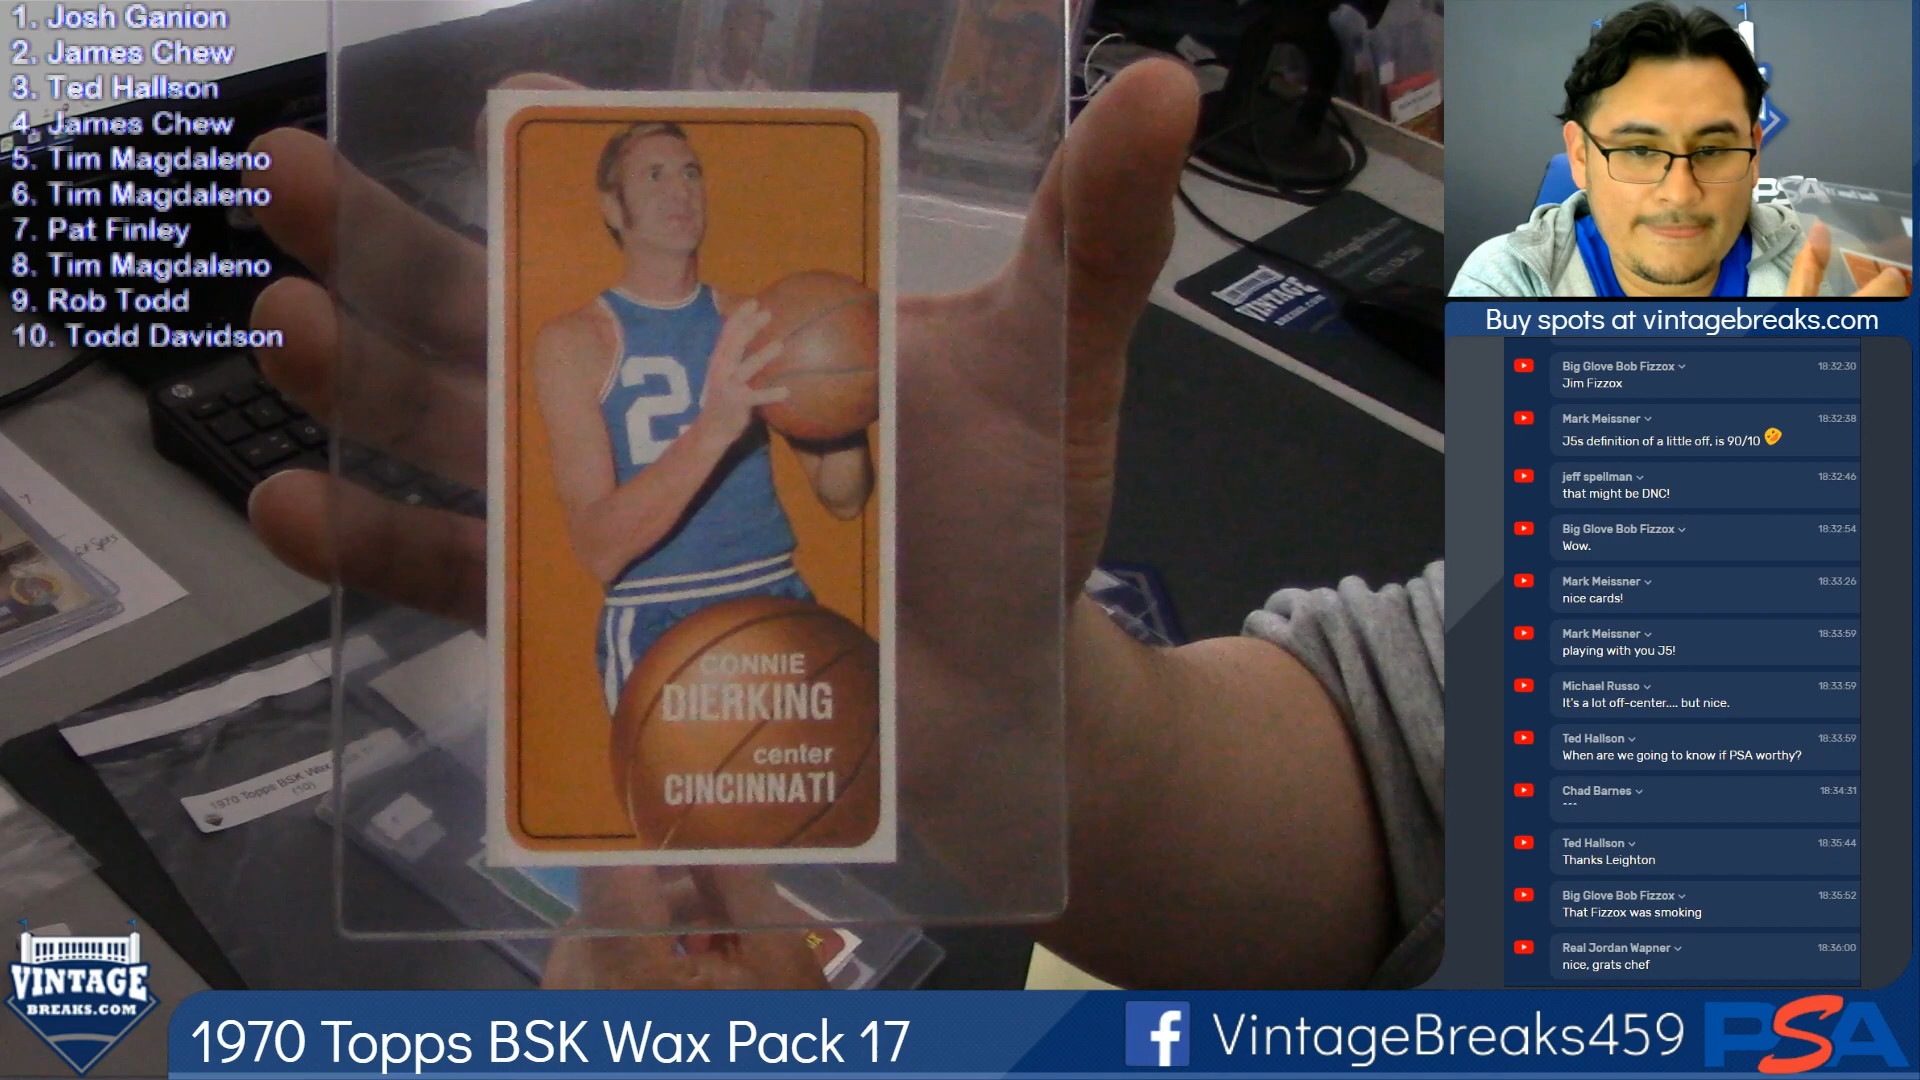 1. Josh Ganion
2. James Chew
3. Ted Hallson
4. James Chew
5. Tim Magdaleno
6. Tim Magdaleno
7. Pat Finley
8. Tim Magdaleno
9. Rob Todd
10. Todd Davidson
2
CONNIE
DIERKING
center
CINCINNATI
1970 Topps BSK Wax
(10)
VINTAGE
hp
PSA
Buy spots at vintagebreaks.com
Big Glove Bob Fizzox 18:32:30
Jim Fizzox
Mark Meissner 18:32:38
J5s definition of a little off, is 90/10
jeff spellman 18:32:46
that might be DNC!
Big Glove Bob Fizzox 18:32:54
Wow.
Mark Meissner 18:33:26
nice cards!
Mark Meissner 18:33:59
playing with you J5!
Michael Russo 18:33:59
It's a lot off-center.... but nice.
Ted Hallson 18:33:59
When are we going to know if PSA worthy?
Chad Barnes 18:34:31
^^^
Ted Hallson 18:35:44
Thanks Leighton
Big Glove Bob Fizzox 18:35:52
That Fizzox was smoking
Real Jordan Wapner 18:36:00
nice, grats chef
VINTAGE
BREAKS.COM
1970 Topps BSK Wax Pack 17
f VintageBreaks459
PSA